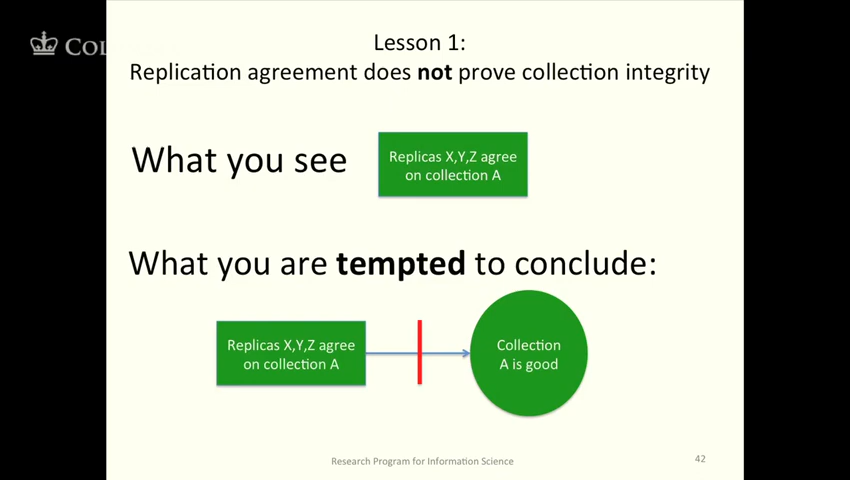 COL
Lesson 1:
Replication agreement does not prove collection integrity
What you see
Replicas X,Y,Z agree
on collection A
What you are tempted to conclude:
Replicas X,Y,Z agree
on collection A
Collection
A is good
Research Program for Information Science
42